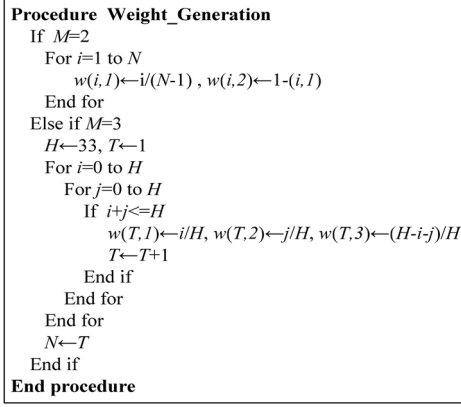 Procedure Weight_Generation
If M=2
For i=1 to N
w(i,1)←i/(N-1) , w(i,2)←1-(i,1)
End for
Else if M=3
H←33, T←1
For i=0 to H
For j=0 to H
If i+j<=H
w(T,1)←i/H, w(T,2)←j/H, w(T,3)←(H-i-j)/H
T←T+1
End if
End for
End for
N←T
End if
End procedure